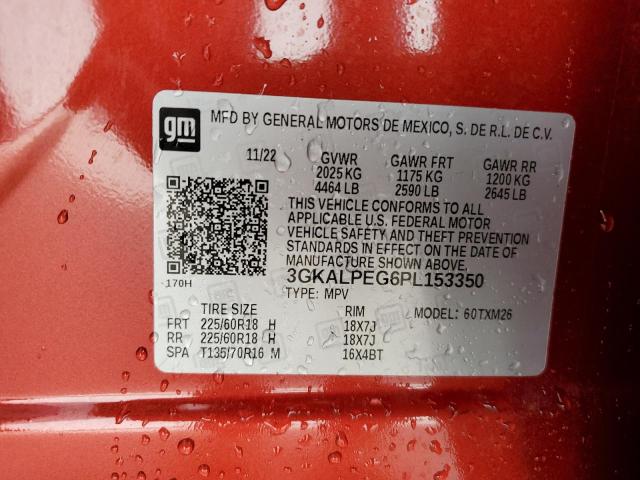 gm
MFD BY GENERAL MOTORS DE MEXICO, S. DE R.L. DE C.V.
11/22 GVWR GAWR FRT GAWR RR
2025 KG 1175 KG 1200 KG
4464 LB 2590 LB 2645 LB
THIS VEHICLE CONFORMS TO ALL
APPLICABLE U.S. FEDERAL MOTOR
VEHICLE SAFETY AND THEFT PREVENTION
STANDARDS IN EFFECT ON THE DATE
OF MANUFACTURE SHOWN ABOVE.
170H 3GKALPEG6PL153350
TYPE: MPV
TIRE SIZE RIM MODEL: 60TXM26
FRT 225/60R18 H 18X7J
RR 225/60R18 H 18X7J
SPA T135/70R16 M 16X4BT